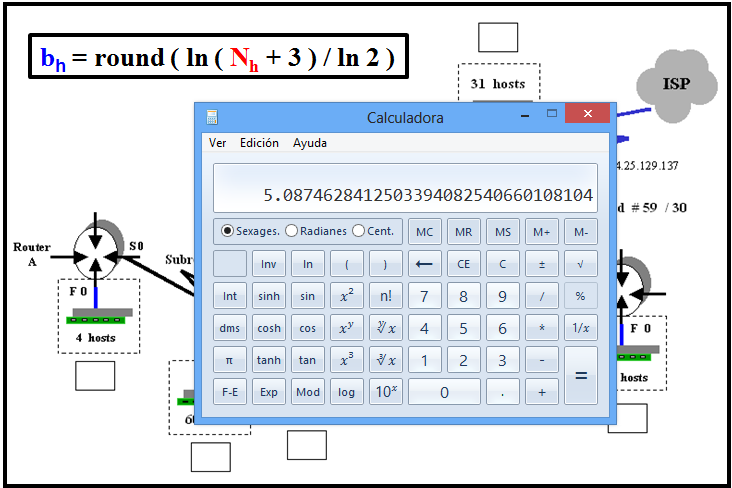 bh = round ( ln ( Nh + 3 ) / ln 2 )
31 hosts
ISP
Calculadora
Ver Edición Ayuda
5.0874628412503394082540660108104
4.25.129.137
Sexages. Radianes Cent. MC MR MS M+ M-
d # 59 / 30
Router
A
S 0
Subr
Inv ln ( ) ← CE C ± √
F 0
Int sinh sin x² n! 7 8 9 / %
dms cosh cos xʸ ʸ√x 4 5 6 * 1/x
F 0
4 hosts
π tanh tan x³ ³√x 1 2 3 - =
hosts
F-E Exp Mod log 10ˣ 0 . +
6